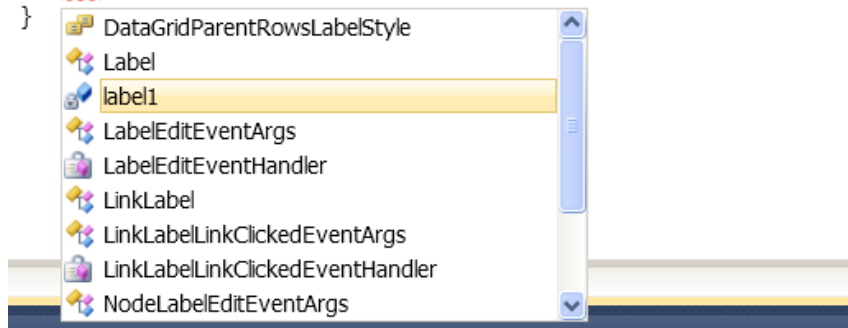 }
DataGridParentRowsLabelStyle
Label
label1
LabelEditEventArgs
LabelEditEventHandler
LinkLabel
LinkLabelLinkClickedEventArgs
LinkLabelLinkClickedEventHandler
NodeLabelEditEventArgs